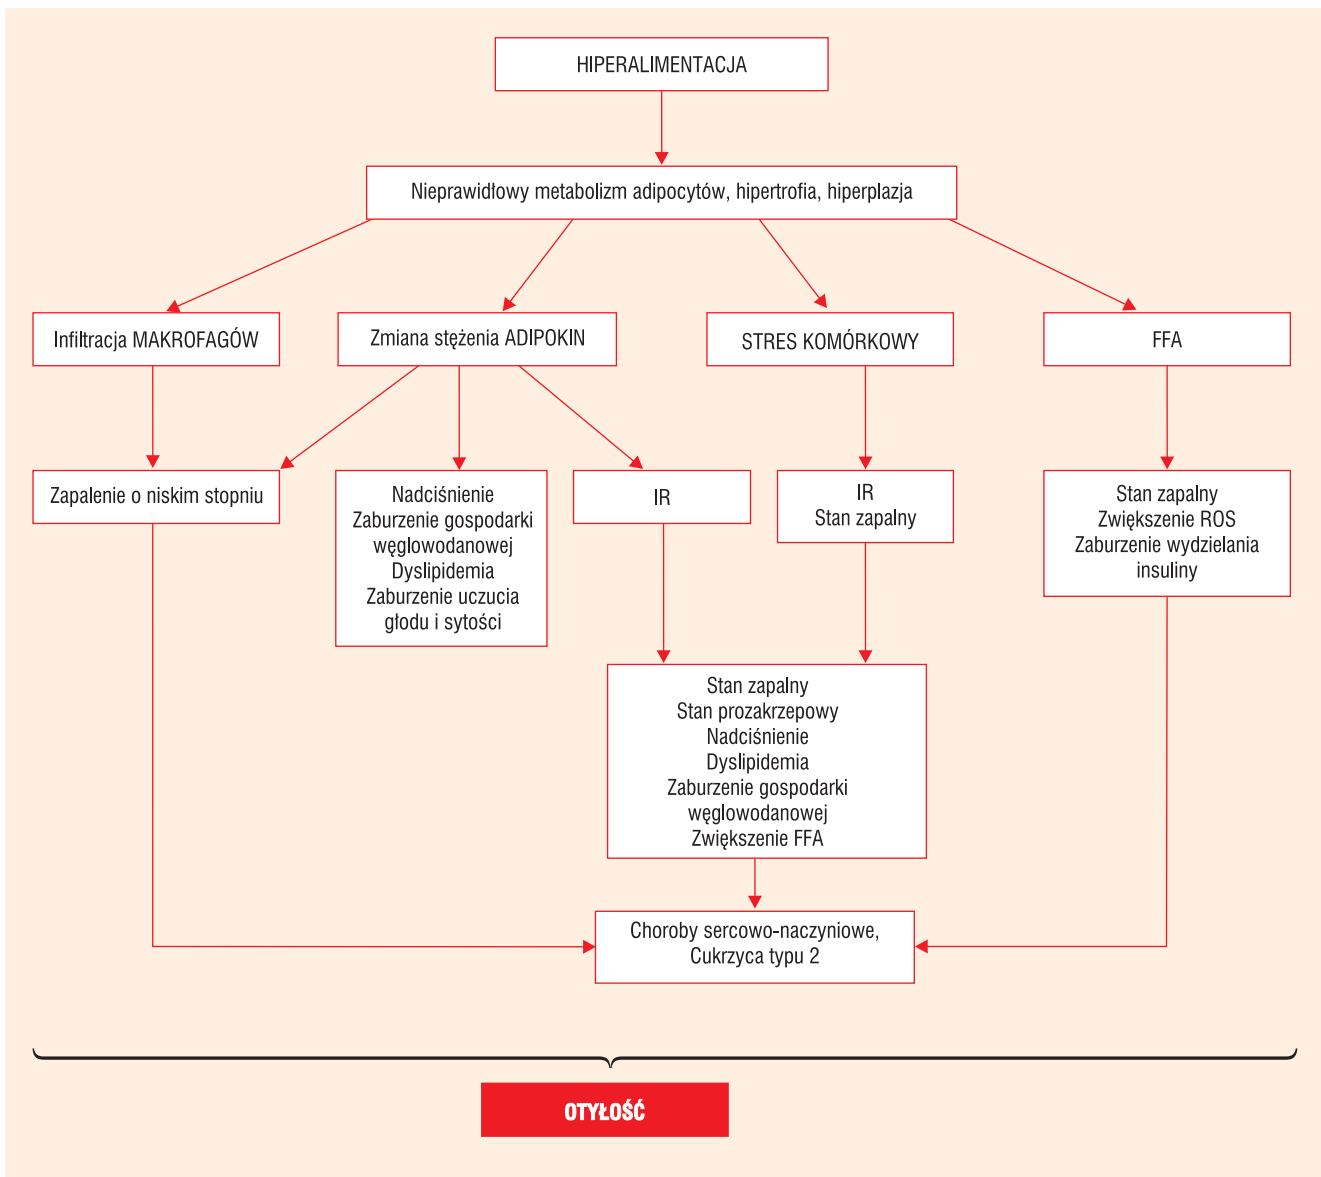 HIPERALIMENTACJA
Nieprawidłowy metabolizm adipocytów, hipertrofia, hiperplazja
Infiltracja MAKROFAGÓW
Zmiana stężenia ADIPOKIN
STRES KOMÓRKOWY
FFA
Zapalenie o niskim stopniu
Nadciśnienie
Zaburzenie gospodarki
węglowodanowej
Dyslipidemia
Zaburzenie uczucia
głodu i sytości
IR
IR
Stan zapalny
Stan zapalny
Zwiększenie ROS
Zaburzenie wydzielania
insuliny
Stan zapalny
Stan prozakrzepowy
Nadciśnienie
Dyslipidemia
Zaburzenie gospodarki
węglowodanowej
Zwiększenie FFA
Choroby sercowo-naczyniowe,
Cukrzyca typu 2
OTYŁOŚĆ